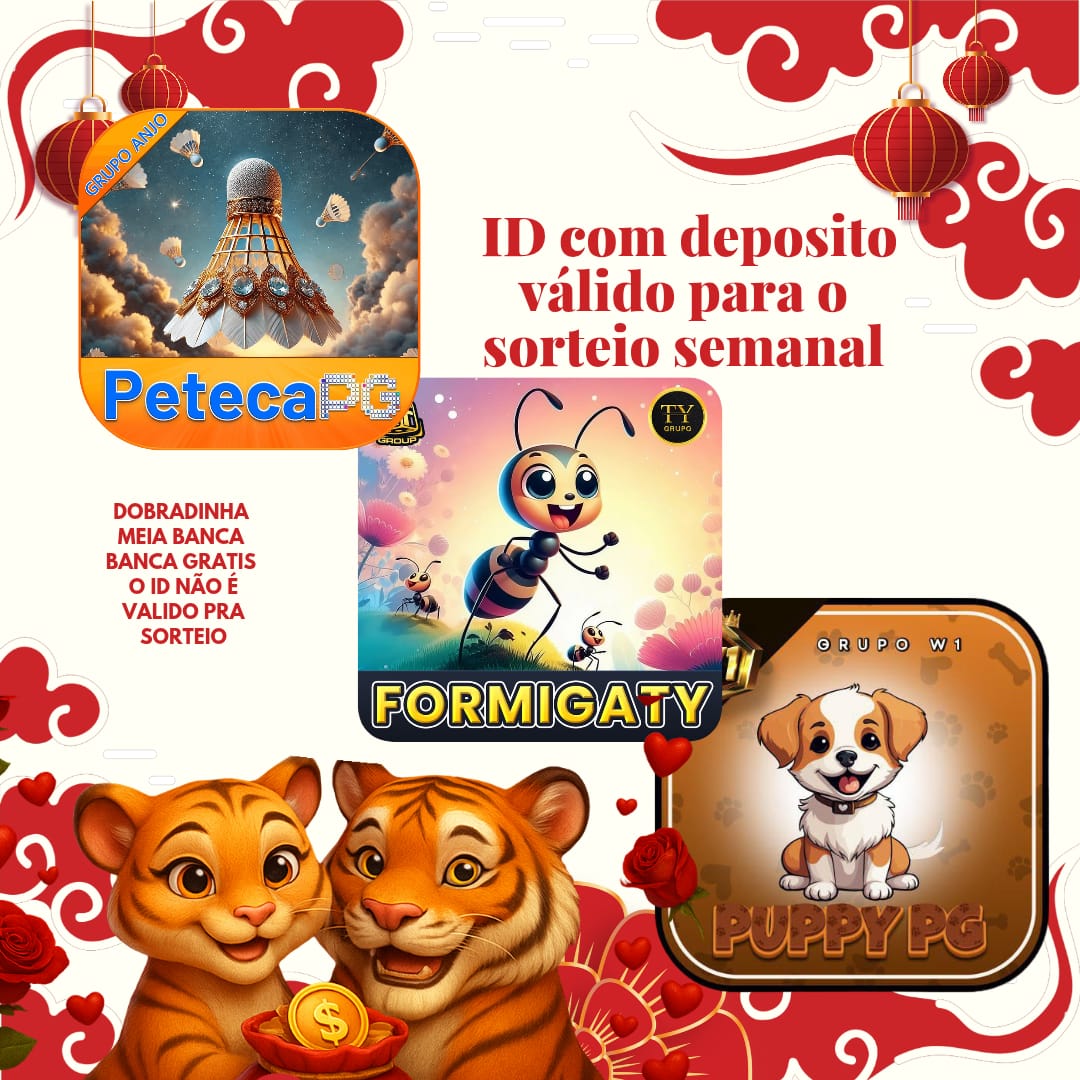 GRUPO ANJO
PetecaPG
ID com deposito
válido para o
sorteio semanal
GROUP
TY
GRUPO
FORMIGATY
DOBRADINHA
MEIA BANCA
BANCA GRATIS
O ID NÃO É
VALIDO PRA
SORTEIO
GRUPO W1
PUPPY PG
$